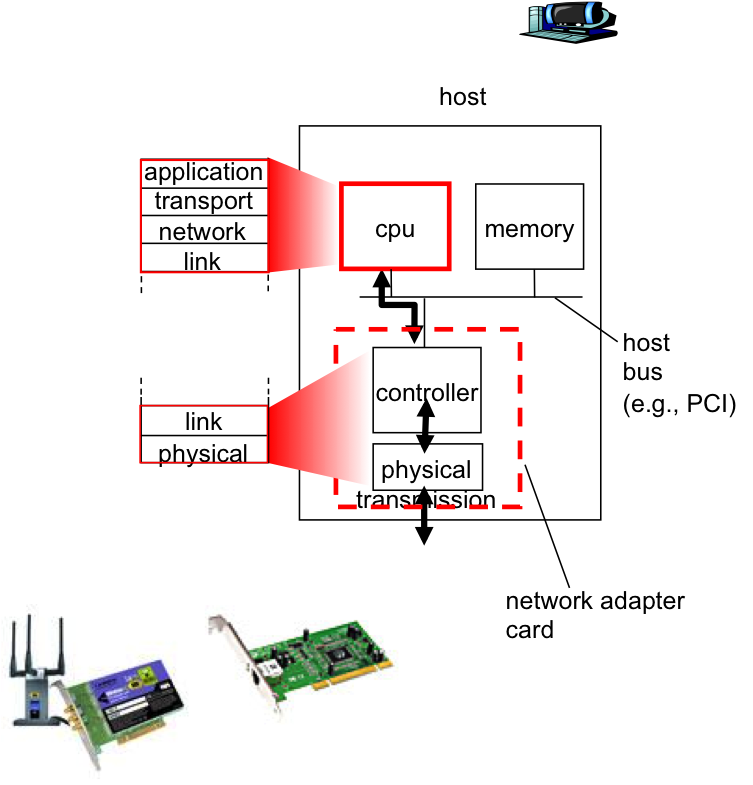 host
application
transport
network
link
cpu
memory
host
bus
(e.g., PCI)
controller
link
physical
physical
transmission
network adapter
card